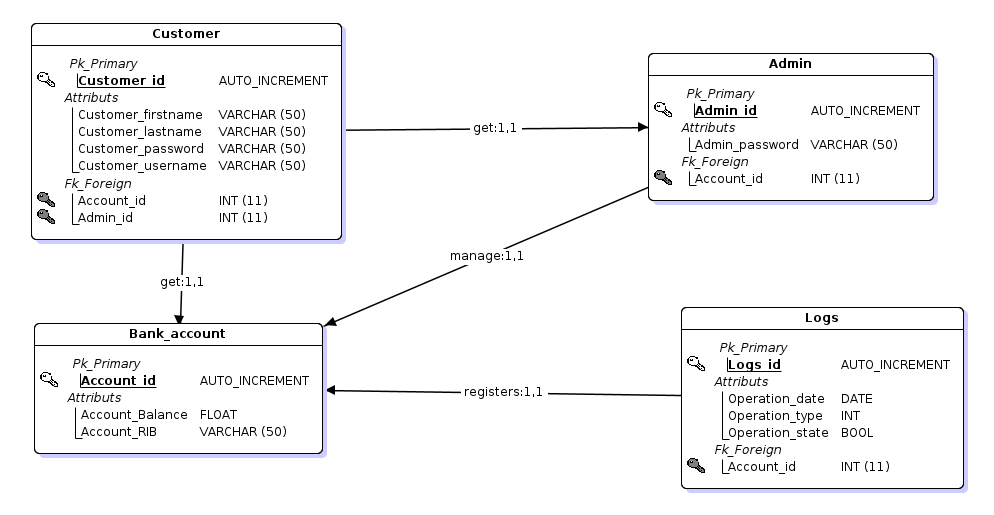 Customer
Pk_Primary
Customer_id AUTO_INCREMENT
Attributs
Customer_firstname VARCHAR (50)
Customer_lastname VARCHAR (50)
Customer_password VARCHAR (50)
Customer_username VARCHAR (50)
Fk_Foreign
Account_id INT (11)
Admin_id INT (11)
get:1,1
Admin
Pk_Primary
Admin_id AUTO_INCREMENT
Attributs
Admin_password VARCHAR (50)
Fk_Foreign
Account_id INT (11)
manage:1,1
get:1,1
Bank_account
Pk_Primary
Account_id AUTO_INCREMENT
Attributs
Account_Balance FLOAT
Account_RIB VARCHAR (50)
registers:1,1
Logs
Pk_Primary
Logs_id AUTO_INCREMENT
Attributs
Operation_date DATE
Operation_type INT
Operation_state BOOL
Fk_Foreign
Account_id INT (11)